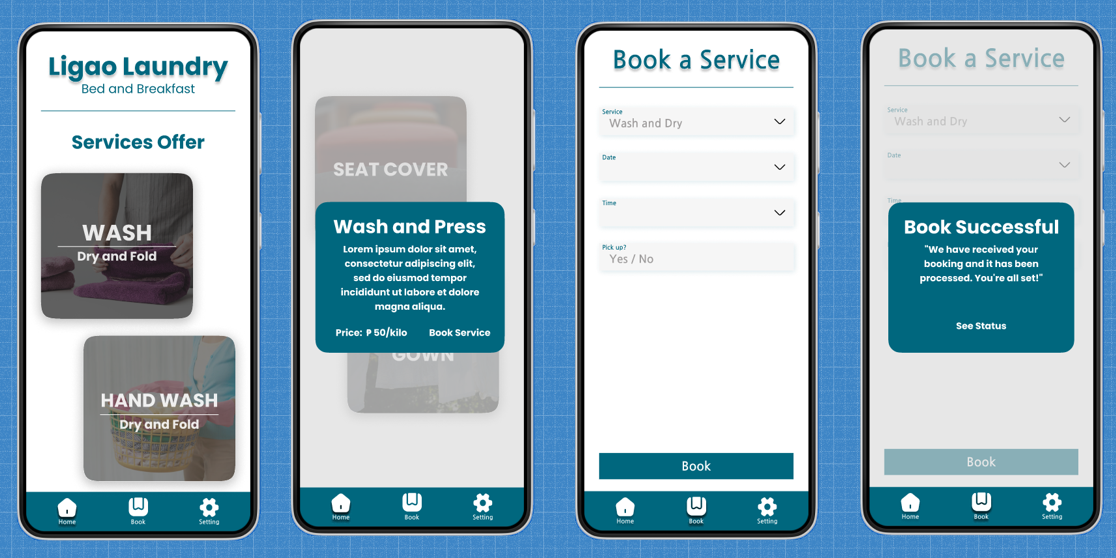 Ligao Laundry
Bed and Breakfast
Services Offer
WASH
Dry and Fold
HAND WASH
Dry and Fold
Home
Book
Setting
SEAT COVER
Wash and Press
Lorem ipsum dolor sit amet,
consectetur adipiscing elit,
sed do eiusmod tempor
incididunt ut labore et dolore
magna aliqua.
Price: ₱ 50/kilo
Book Service
GOWN
Home
Book
Setting
Book a Service
Service
Wash and Dry
Date
Time
Pick up?
Yes / No
Book
Home
Book
Setting
Book a Service
Service
Wash and Dry
Date
Time
Book Successful
"We have received your
booking and it has been
processed. You're all set!"
See Status
Book
Home
Book
Setting